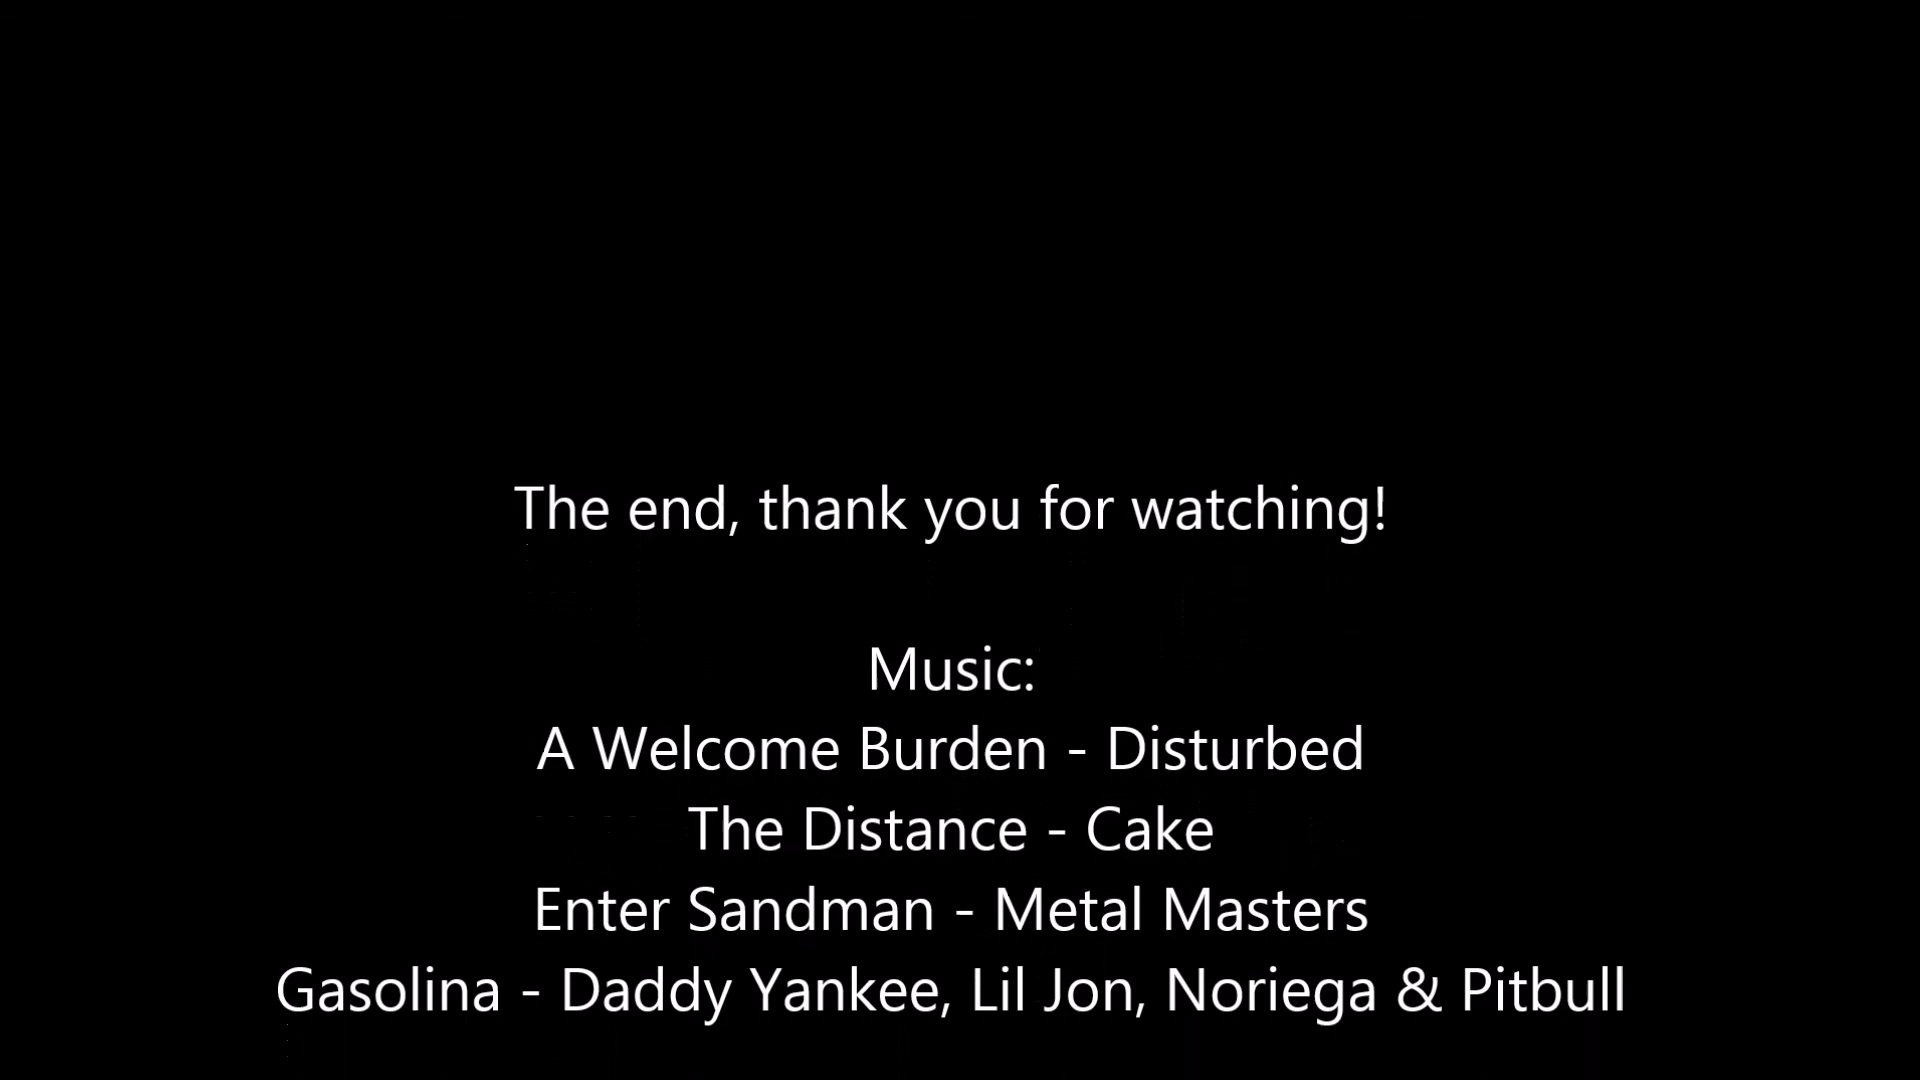 The end, thank you for watching!
Music:
A Welcome Burden - Disturbed
The Distance - Cake
Enter Sandman - Metal Masters
Gasolina - Daddy Yankee, Lil Jon, Noriega & Pitbull